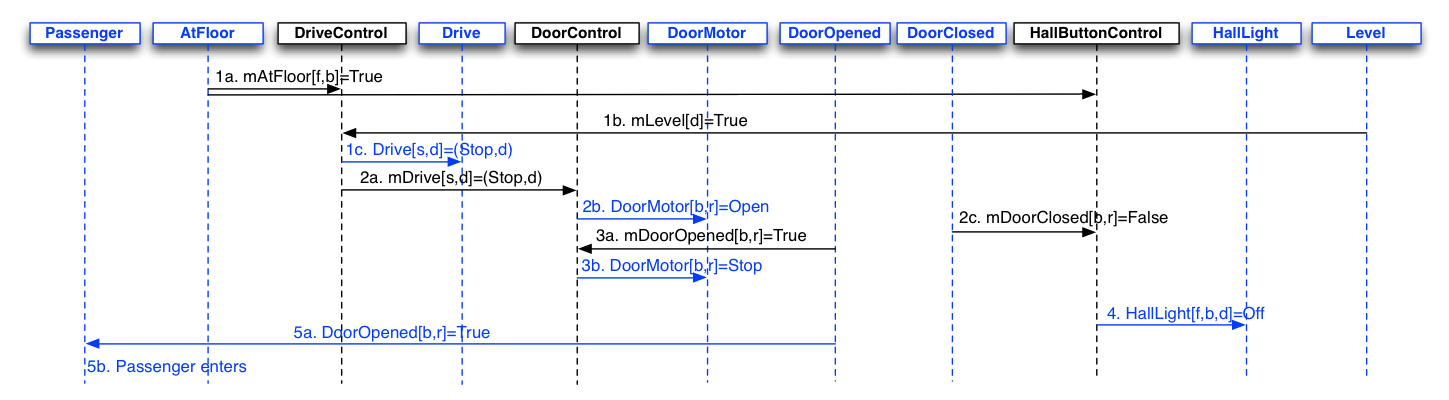 Passenger
AtFloor
DriveControl
Drive
DoorControl
DoorMotor
DoorOpened
DoorClosed
HallButtonControl
HallLight
Level
1a. mAtFloor[f,b]=True
1b. mLevel[d]=True
1c. Drive[s,d]=(Stop,d)
2a. mDrive[s,d]=(Stop,d)
2b. DoorMotor[b,r]=Open
2c. mDoorClosed[b,r]=False
3a. mDoorOpened[b,r]=True
3b. DoorMotor[b,r]=Stop
4. HallLight[f,b,d]=Off
5a. DoorOpened[b,r]=True
5b. Passenger enters